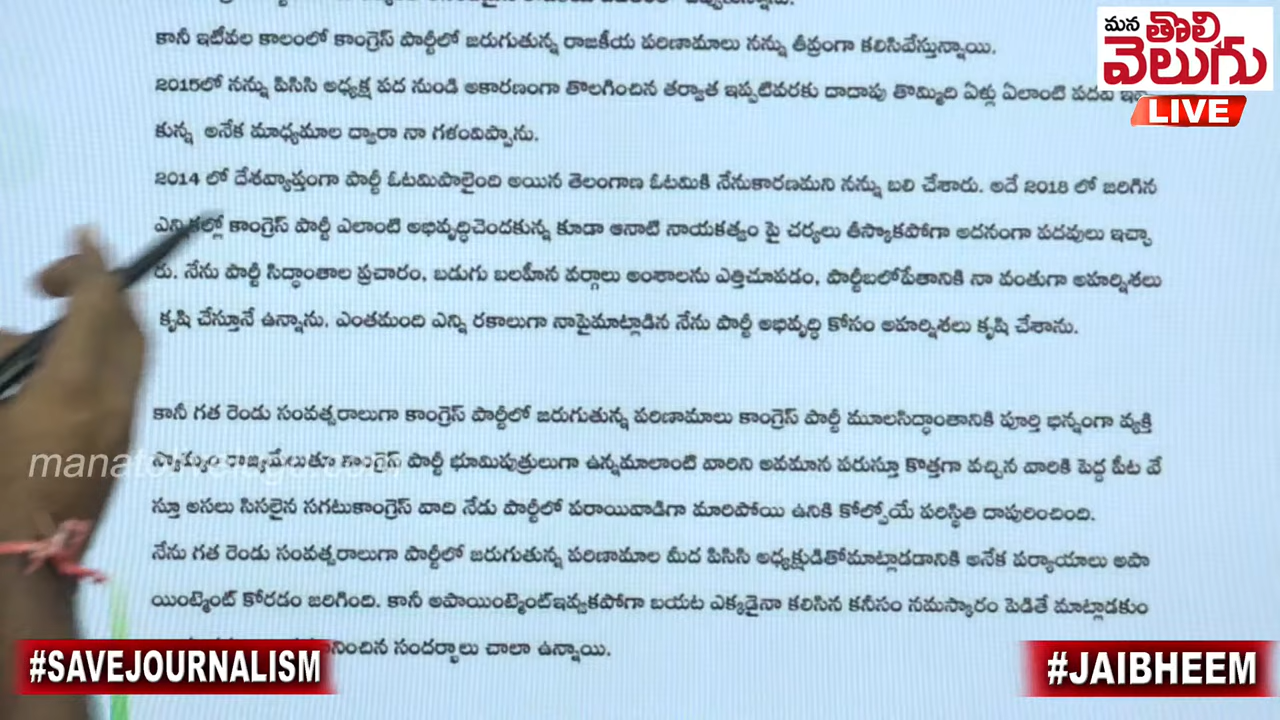 కానీ ఇటీవల కాలంలో కాంగ్రెస్ పార్టీలో జరుగుతున్న రాజకీయ పరిణామాలు నన్ను తీవ్రంగా కలిసివేస్తున్నాయి.
2015లో నన్ను పిసిసి అధ్యక్ష పద నుండి అకారణంగా తొలగించిన తర్వాత ఇప్పటివరకు దాదాపు తొమ్మిది ఏళ్లు ఏలాంటి పదవి
కున్న అనేక మాధ్యమాల ద్వారా నా గళంవిప్పాను.
2014 లో దేశవ్యాప్తంగా పార్టీ ఓటమిపాలైంది అయిన తెలంగాణ ఓటమికి నేనుకారణమని నన్ను బలి చేశారు. అదే 2018 లో జరిగిన
ఎన్నికల్లో కాంగ్రెస్ పార్టీ ఎలాంటి అభివృద్ధిచెందకున్న కూడా ఆనాటి నాయకత్వం పై చర్యలు తీస్కోకపోగా అదనంగా పదవులు ఇచ్చా
రు. నేను పార్టీ సిద్ధాంతాల ప్రచారం, బడుగు బలహీన వర్గాలు అంశాలను ఎత్తిచూపడం, పార్టీబలోపేతానికి నా వంతుగా అహర్నిశలు
కృషి చేస్తూనే ఉన్నాను. ఎంతమంది ఎన్ని రకాలుగా నాపైమాట్లాడిన నేను పార్టీ అభివృద్ధి కోసం అహర్నిశలు కృషి చేశాను.
కానీ గత రెండు సంవత్సరాలుగా కాంగ్రెస్ పార్టీలో జరుగుతున్న పరిణామాలు కాంగ్రెస్ పార్టీ మూలసిద్ధాంతానికి పూర్తి భిన్నంగా వ్యక్తి
కాంగ్రెస్ పార్టీ భూమిపుత్రులుగా ఉన్నమాలాంటి వారిని అవమాన పరుస్తూ కొత్తగా వచ్చిన వారికి పెద్ద పీట వే
స్తూ అసలు సిసలైన సగటుకాంగ్రెస్ వాది నేడు పార్టీలో పరాయివాడిగా మారిపోయి ఉనికి కోల్పోయే పరిస్థితి దాపురించింది.
నేను గత రెండు సంవత్సరాలుగా పార్టీలో జరుగుతున్న పరిణామాల మీద పిసిసి అధ్యక్షుడితోమాట్లాడడానికి అనేక పర్యాయాలు అపా
యింట్మెంట్ కోరడం జరిగింది. కానీ అపాయింట్మెంట్ఇవ్వకపోగా బయట ఎక్కడైనా కలిసిన కనీసం నమస్కారం పెడితే మాట్లాడకుం
సందర్భాలు చాలా ఉన్నాయి.
మన తొలి వెలుగు
LIVE
#SAVEJOURNALISM
#JAIBHEEM